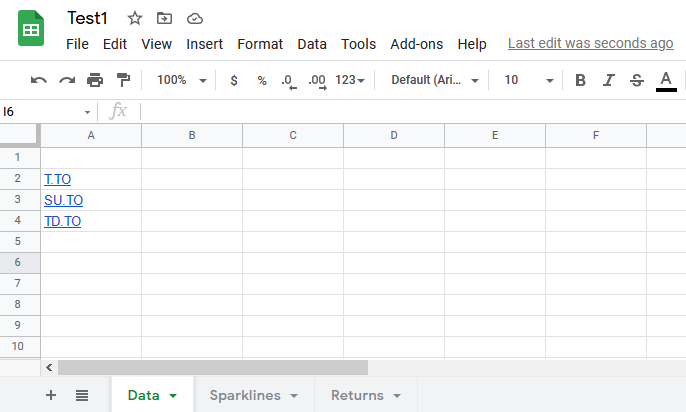 Test1
File Edit View Insert Format Data Tools Add-ons Help Last edit was seconds ago
100% $ % .0 .00 123 Default (Ari... 10 B I S A
I6 fx
A B C D E F
1
2 T.TO
3 SU.TO
4 TD.TO
5
6
7
8
9
10
+ Data Sparklines Returns